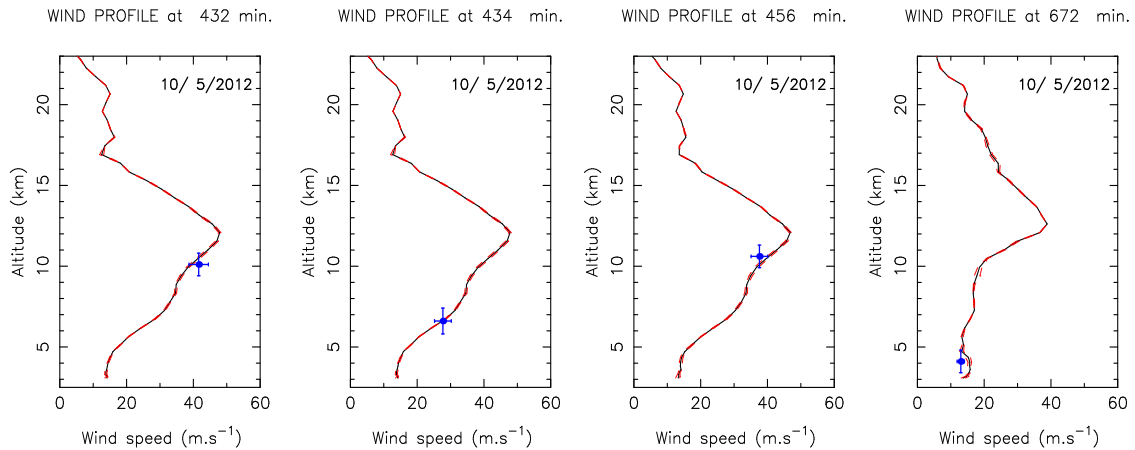 WIND PROFILE at 432 min.
10/ 5/2012
Altitude (km)
20
15
10
5
0 20 40 60
Wind speed (m.s⁻¹)
WIND PROFILE at 434 min.
10/ 5/2012
Altitude (km)
20
15
10
5
0 20 40 60
Wind speed (m.s⁻¹)
WIND PROFILE at 456 min.
10/ 5/2012
Altitude (km)
20
15
10
5
0 20 40 60
Wind speed (m.s⁻¹)
WIND PROFILE at 672 min.
10/ 5/2012
Altitude (km)
20
15
10
5
0 20 40 60
Wind speed (m.s⁻¹)